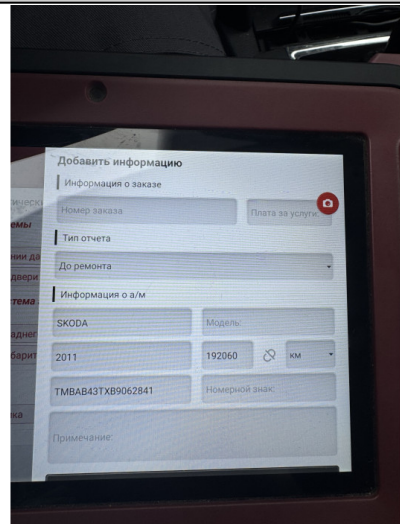 Добавить информацию
Информация о заказе
Номер заказа
Плата за услуги:
Тип отчета
До ремонта
Информация о а/м
SKODA
Модель:
2011
192060
км
TMBAB43TXB9062841
Номерной знак:
Примечание: